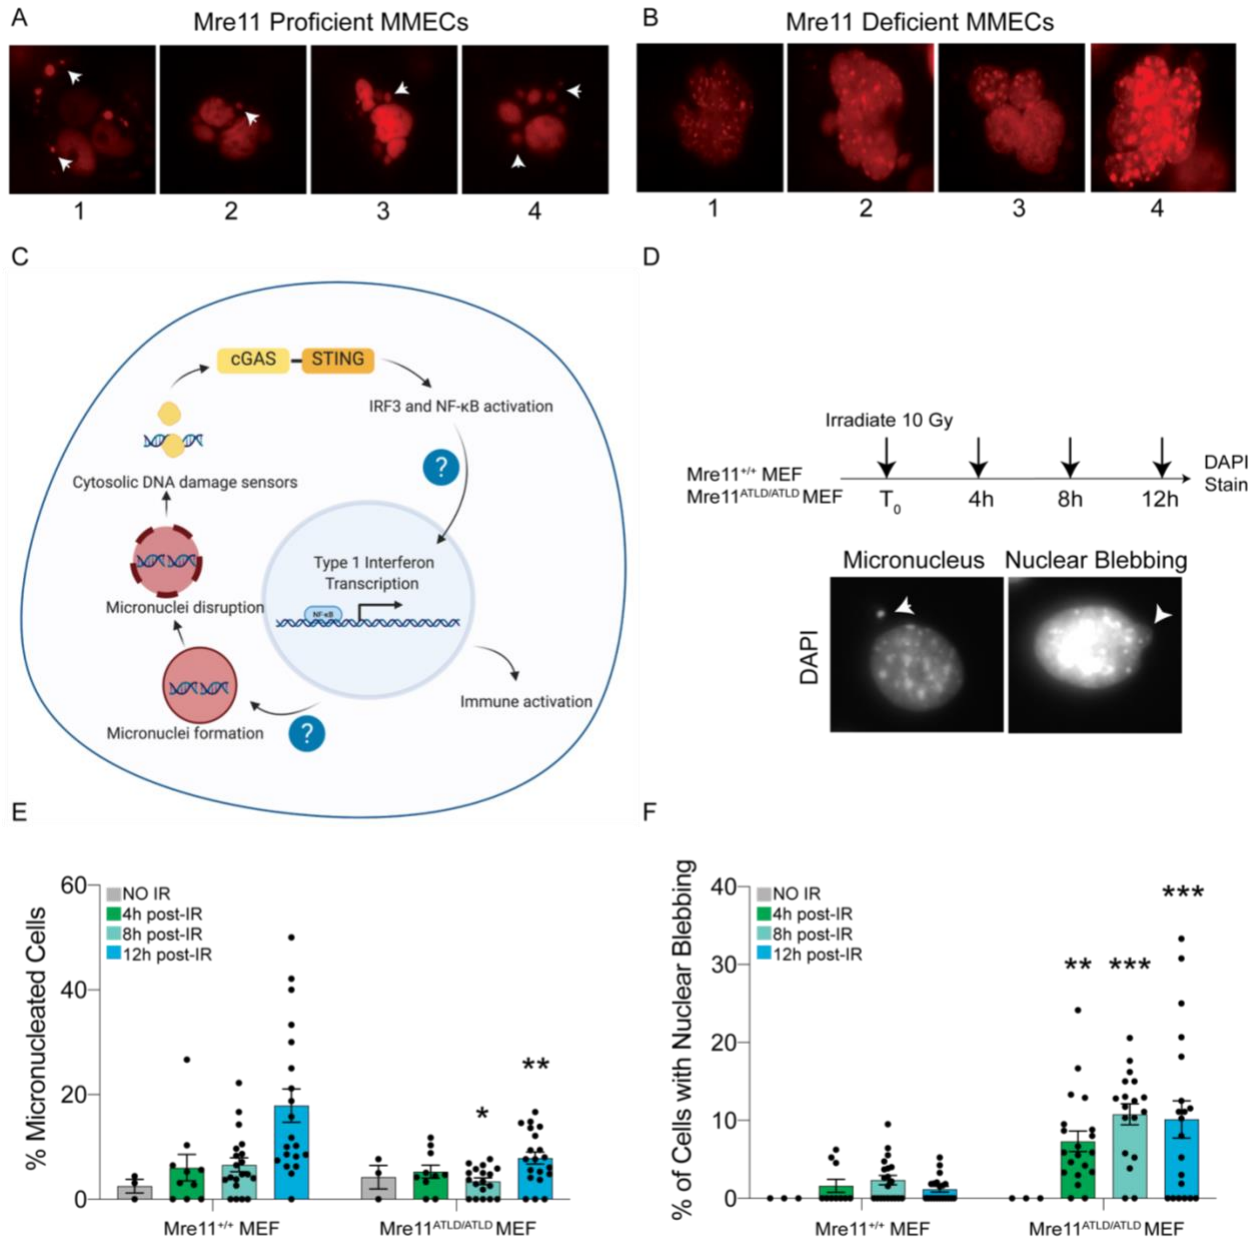 A
Mre11 Proficient MMECs
1
2
3
4
B
Mre11 Deficient MMECs
1
2
3
4
C
cGAS
STING
IRF3 and NF-κB activation
?
Cytosolic DNA damage sensors
Micronuclei disruption
Micronuclei formation
?
Type 1 Interferon
Transcription
NF-κB
Immune activation
D
Irradiate 10 Gy
Mre11+/+ MEF
Mre11ATLD/ATLD MEF
T0
4h
8h
12h
DAPI
Stain
Micronucleus
Nuclear Blebbing
DAPI
E
% Micronucleated Cells
60
40
20
0
NO IR
4h post-IR
8h post-IR
12h post-IR
*
**
Mre11+/+ MEF
Mre11ATLD/ATLD MEF
F
% of Cells with Nuclear Blebbing
40
30
20
10
0
NO IR
4h post-IR
8h post-IR
12h post-IR
**
***
***
Mre11+/+ MEF
Mre11ATLD/ATLD MEF